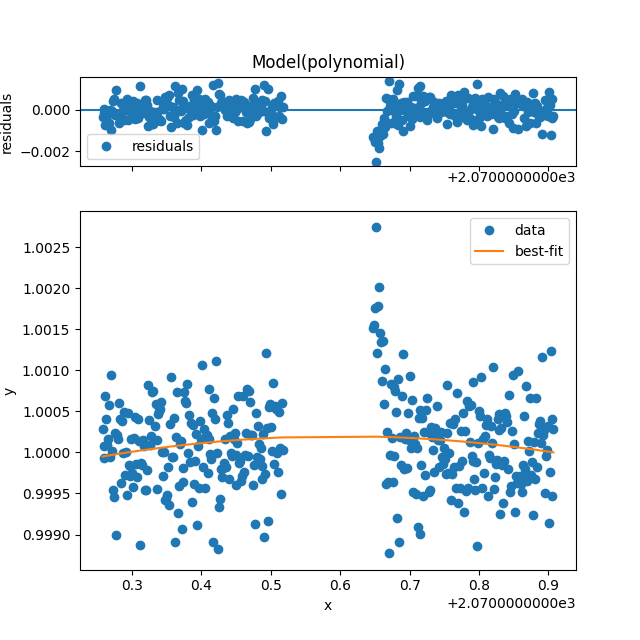 Model(polynomial)
residuals
0.000
−0.002
residuals
+2.0700000000e3
y
1.0025
1.0020
1.0015
1.0010
1.0005
1.0000
0.9995
0.9990
data
best-fit
0.3 0.4 0.5 0.6 0.7 0.8 0.9
x
+2.0700000000e3